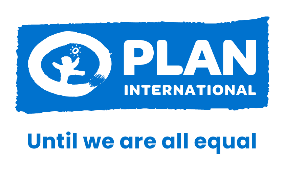 PLAN
INTERNATIONAL
Until we are all equal